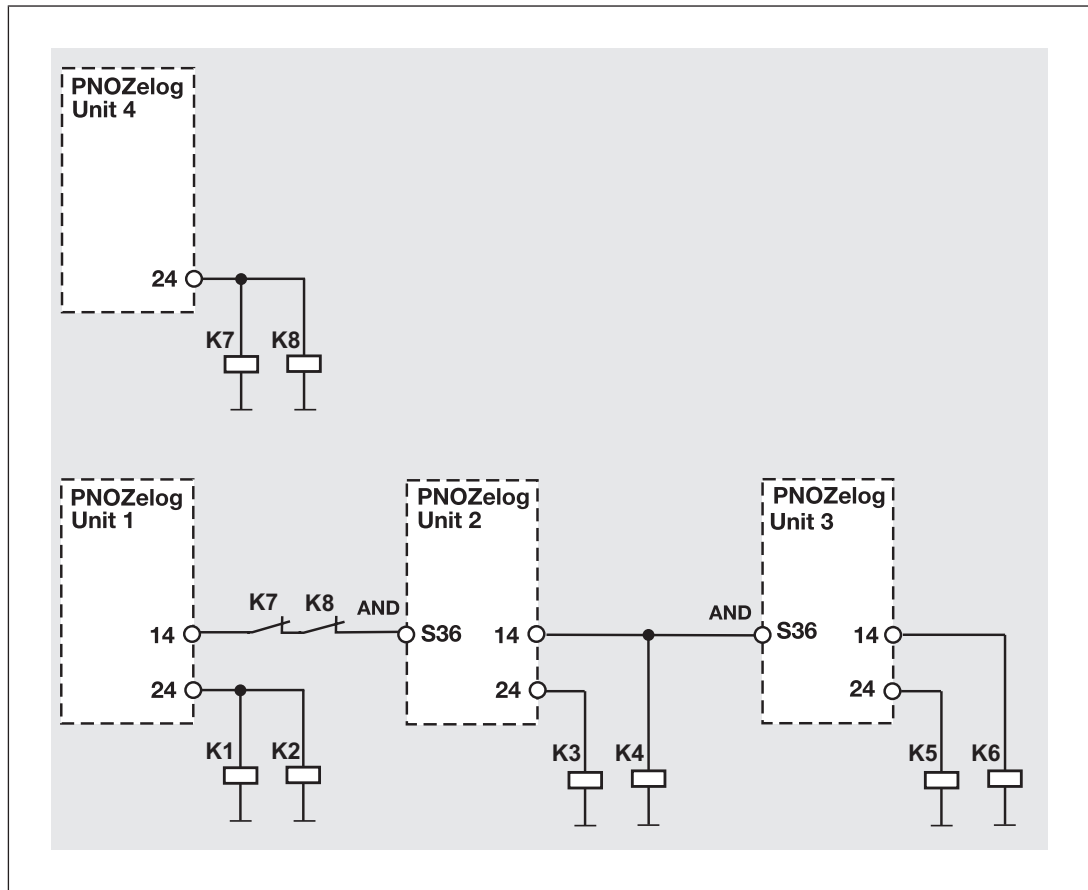 PNOZelog
Unit 4
24
K7 K8
PNOZelog
Unit 1
PNOZelog
Unit 2
PNOZelog
Unit 3
K7 K8 AND
AND
14
S36 14
S36 14
24
24
24
K1 K2
K3 K4
K5 K6